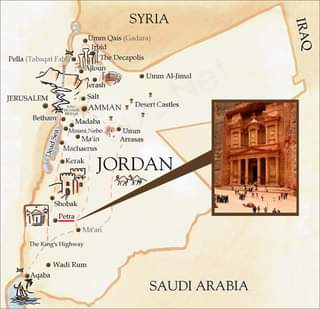 SYRIA
IRAQ
Umm Qais (Gadara)
Irbid
Pella (Tabaqat Fahl)
The Decapolis
Ajloun
Umm Al-Jimal
Jerash
Salt
JERUSALEM
AMMAN
Desert Castles
Bethany
Madaba
Mount Nebo
Umm
Arrasas
Ma'in
Dead Sea
Machaerus
Kerak
JORDAN
Shobak
Petra
Ma'an
The King's Highway
Wadi Rum
Aqaba
SAUDI ARABIA